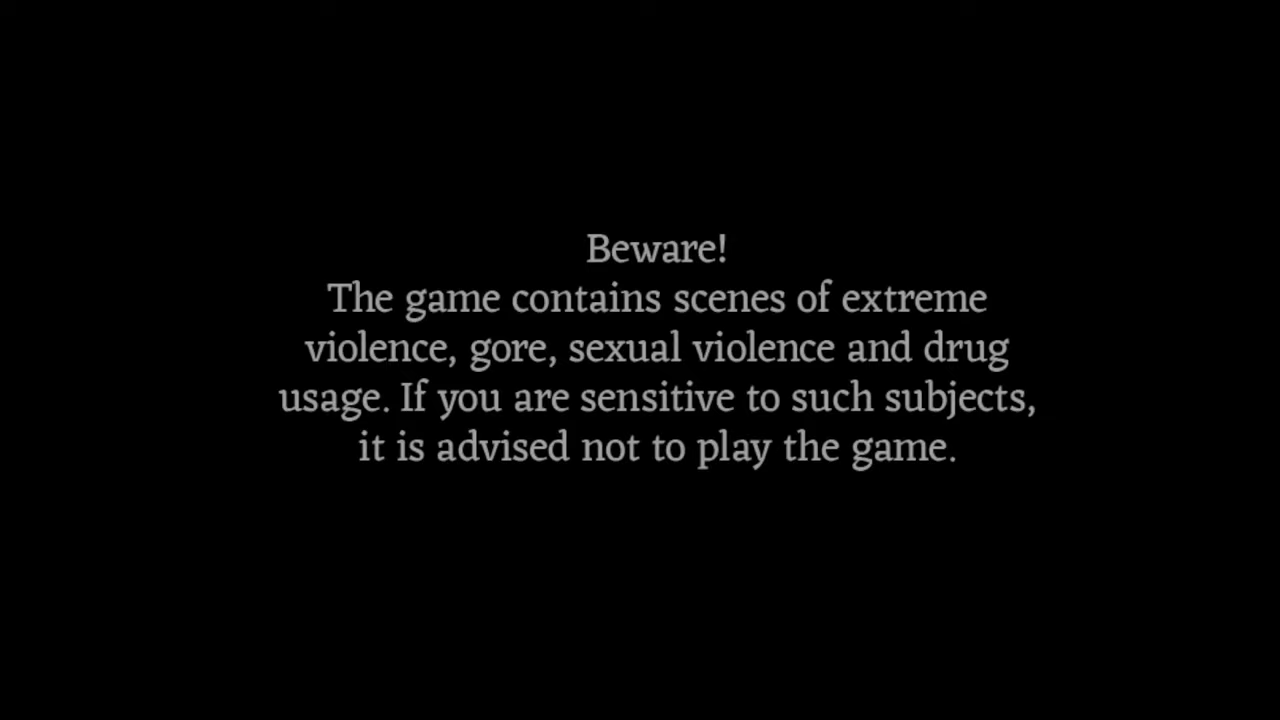 Beware!
The game contains scenes of extreme
violence, gore, sexual violence and drug
usage. If you are sensitive to such subjects,
it is advised not to play the game.